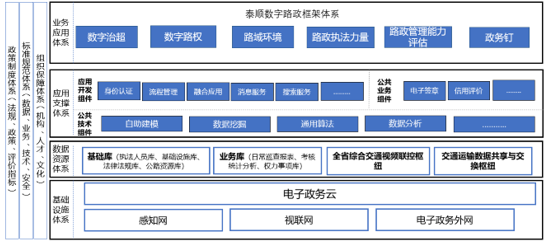 政策制度体系（法规、政策、评价指标）
标准规范体系（数据、业务、技术、安全）
组织保障体系（机构、人才、文化）
业务应用体系
泰顺数字路政框架体系
数字治超
数字路权
路域环境
路政执法力量
路政管理能力
评估
政务钉
应用支撑体系
应用开发组件
身份认证
流程管理
融合应用
消息服务
搜索服务
………
公共业务组件
电子签章
信用评价
………
公共技术组件
自助建模
数据挖掘
通用算法
数据分析
…………
数据资源体系
基础库（执法人员库、基础设施库、
法律法规库、公路资源库）
业务库（日常巡查报表、考核
统计分析、权力事项库）
全省综合交通视频联控枢
纽
交通运输数据共享与交
换枢纽
基础设施体系
电子政务云
感知网
视联网
电子政务外网